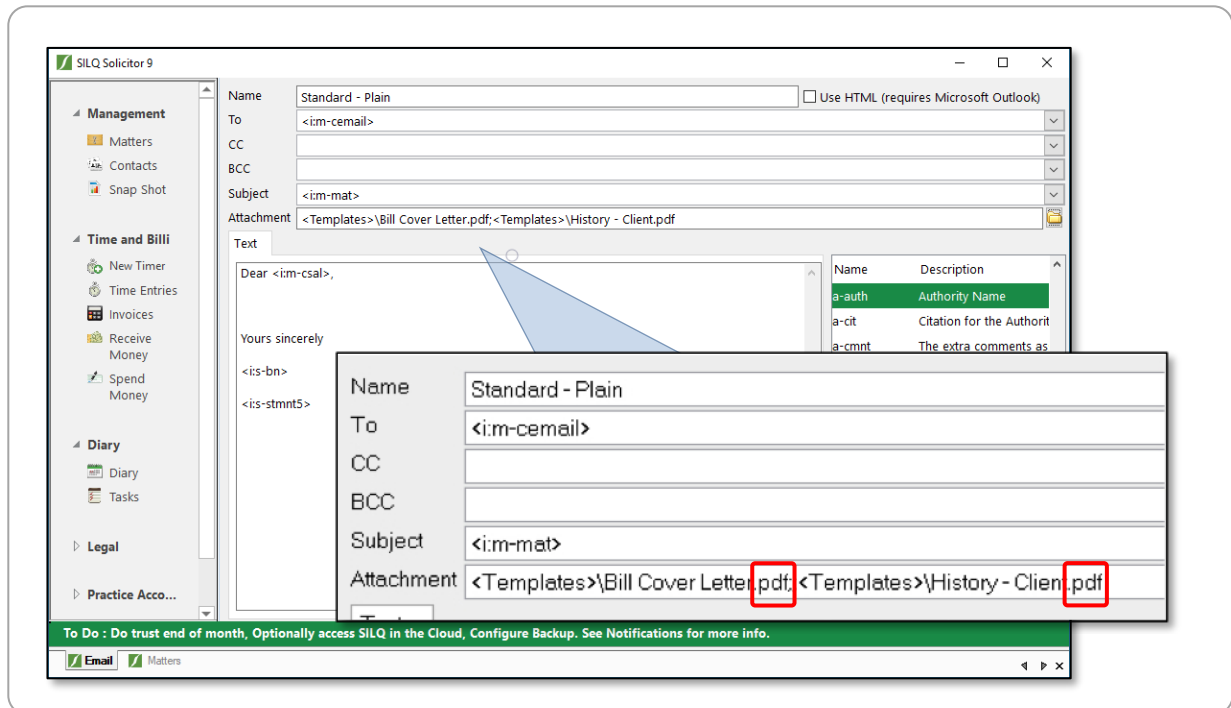 SILQ Solicitor 9
Management
Matters
Contacts
Snap Shot
Time and Billi
New Timer
Time Entries
Invoices
Receive
Money
Spend
Money
Diary
Diary
Tasks
Legal
Practice Acco...
Name Standard - Plain Use HTML (requires Microsoft Outlook)
To <i:m-cemail>
CC
BCC
Subject <i:m-mat>
Attachment <Templates>\Bill Cover Letter.pdf;<Templates>\History - Client.pdf
Text
Dear <i:m-csal>,
Yours sincerely
<i:s-bn>
<i:s-stmnt5>
Name Description
a-auth Authority Name
a-cit Citation for the Authorit
a-cmnt The extra comments as
Name Standard - Plain
To <i:m-cemail>
CC
BCC
Subject <i:m-mat>
Attachment <Templates>\Bill Cover Letter.pdf; <Templates>\History - Client.pdf
To Do : Do trust end of month, Optionally access SILQ in the Cloud, Configure Backup. See Notifications for more info.
Email Matters